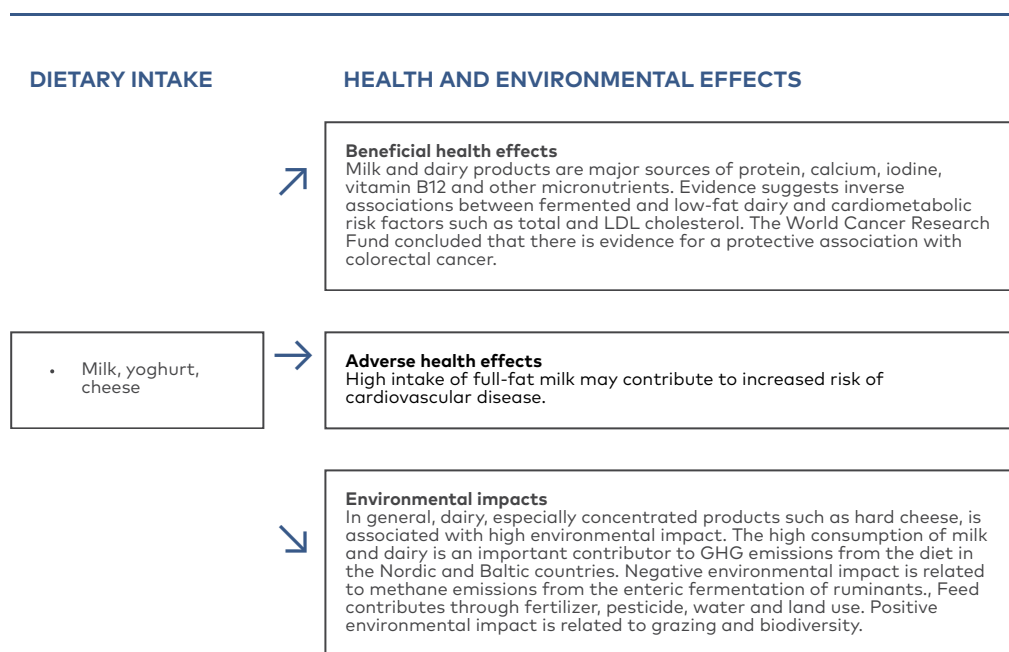 DIETARY INTAKE
HEALTH AND ENVIRONMENTAL EFFECTS
Beneficial health effects
Milk and dairy products are major sources of protein, calcium, iodine,
vitamin B12 and other micronutrients. Evidence suggests inverse
associations between fermented and low-fat dairy and cardiometabolic
risk factors such as total and LDL cholesterol. The World Cancer Research
Fund concluded that there is evidence for a protective association with
colorectal cancer.
• Milk, yoghurt,
cheese
Adverse health effects
High intake of full-fat milk may contribute to increased risk of
cardiovascular disease.
Environmental impacts
In general, dairy, especially concentrated products such as hard cheese, is
associated with high environmental impact. The high consumption of milk
and dairy is an important contributor to GHG emissions from the diet in
the Nordic and Baltic countries. Negative environmental impact is related
to methane emissions from the enteric fermentation of ruminants., Feed
contributes through fertilizer, pesticide, water and land use. Positive
environmental impact is related to grazing and biodiversity.